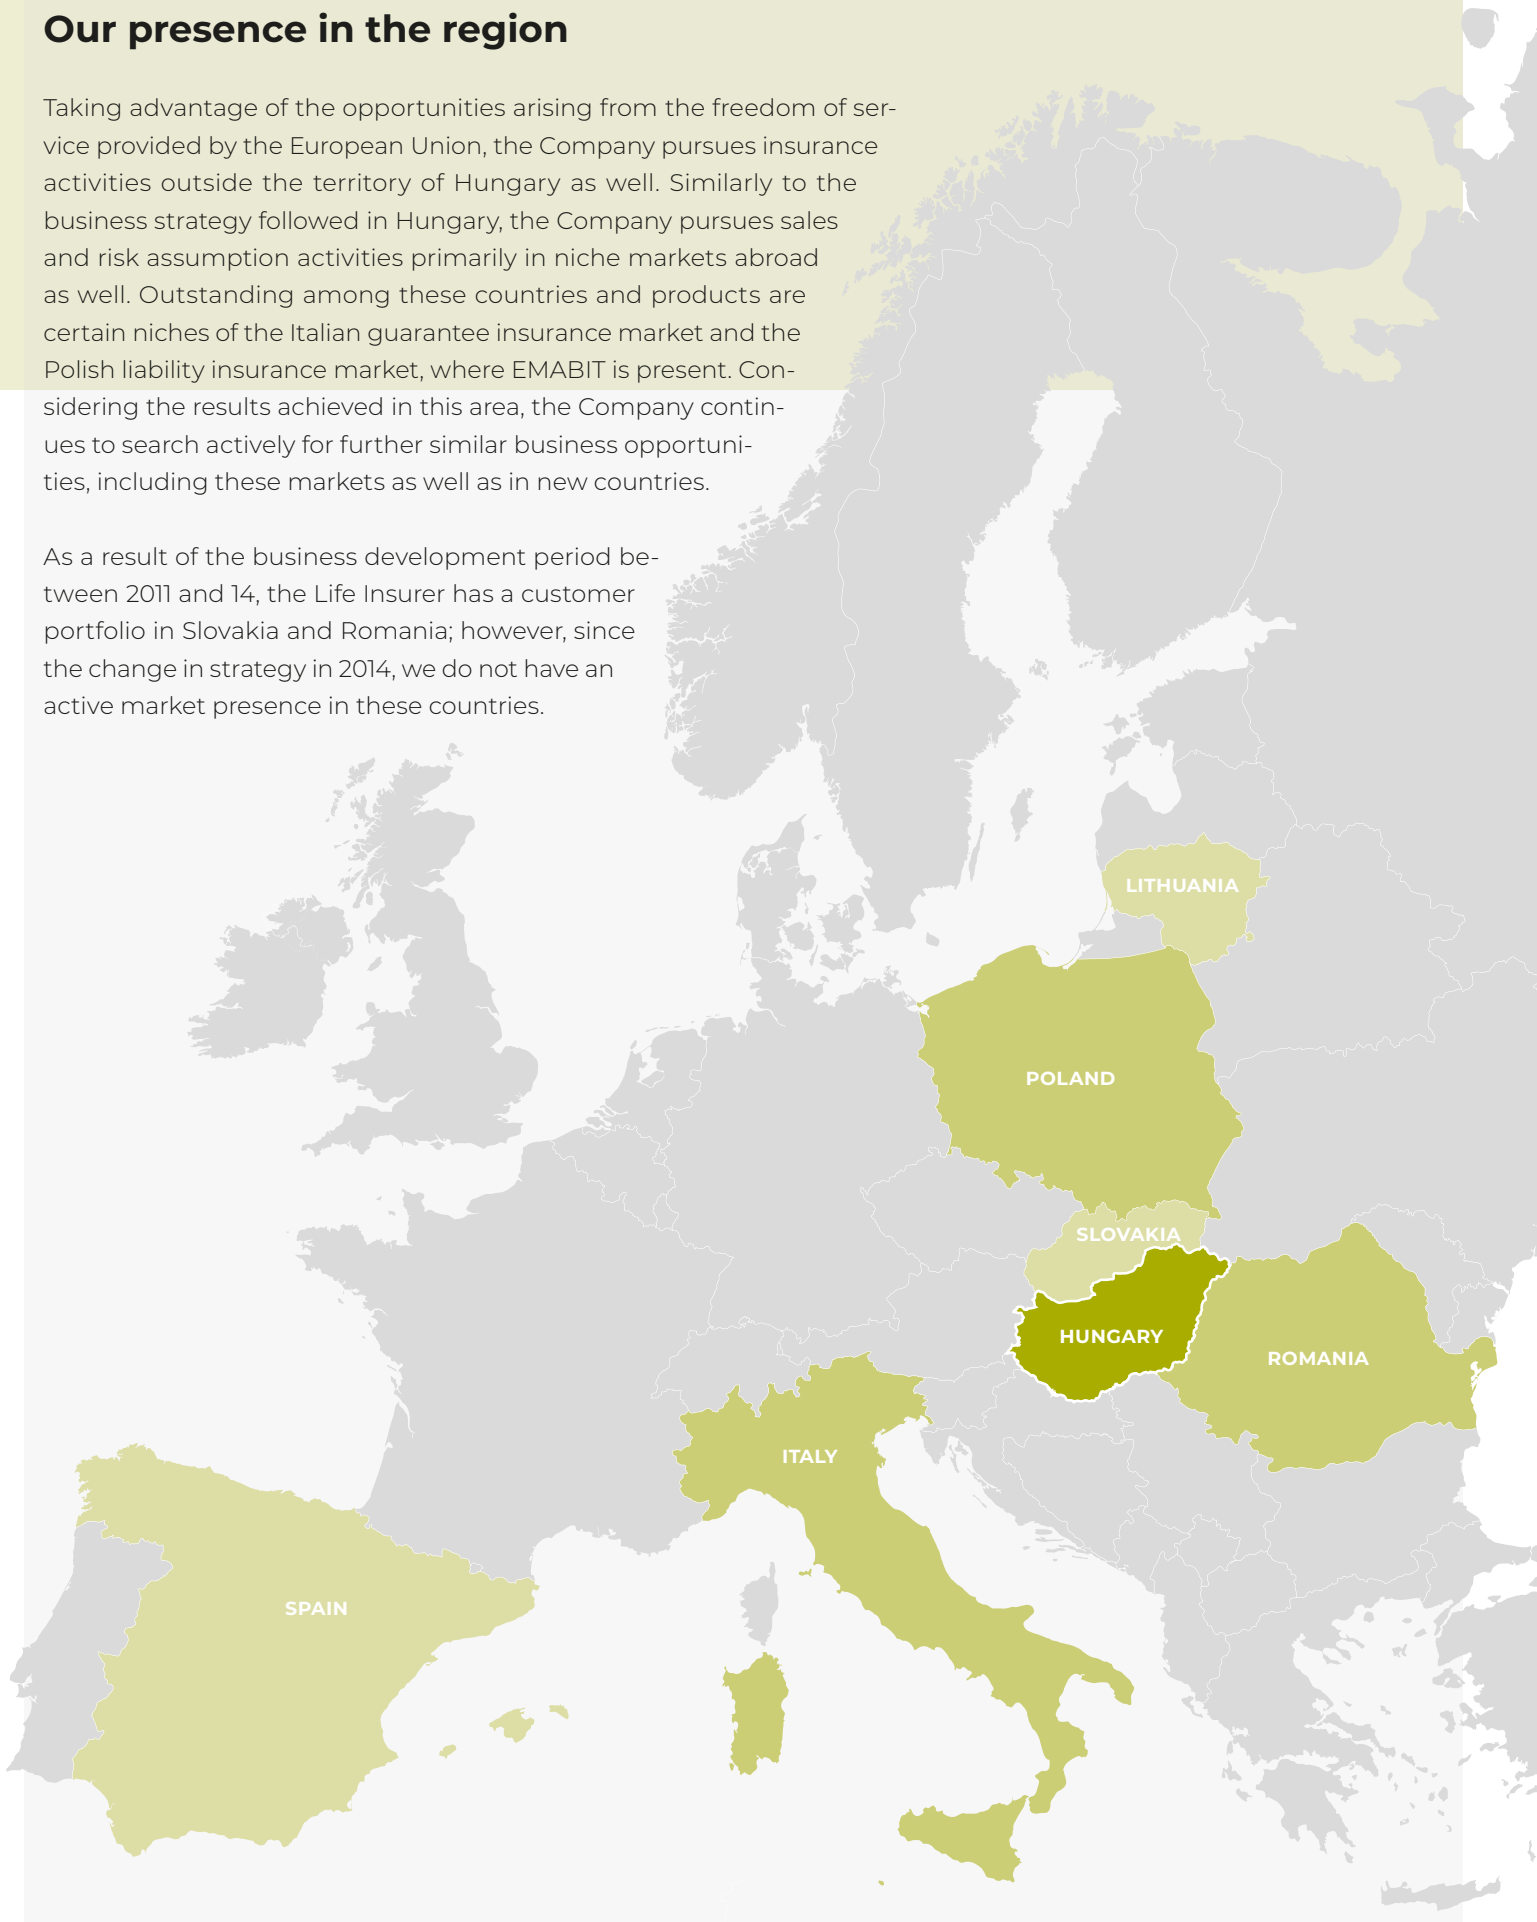 Our presence in the region
Taking advantage of the opportunities arising from the freedom of ser-
vice provided by the European Union, the Company pursues insurance
activities outside the territory of Hungary as well. Similarly to the
business strategy followed in Hungary, the Company pursues sales
and risk assumption activities primarily in niche markets abroad
as well. Outstanding among these countries and products are
certain niches of the Italian guarantee insurance market and the
Polish liability insurance market, where EMABIT is present. Con-
sidering the results achieved in this area, the Company contin-
ues to search actively for further similar business opportuni-
ties, including these markets as well as in new countries.
As a result of the business development period be-
tween 2011 and 14, the Life Insurer has a customer
portfolio in Slovakia and Romania; however, since
the change in strategy in 2014, we do not have an
active market presence in these countries.
LITHUANIA
POLAND
SLOVAKIA
HUNGARY
ROMANIA
ITALY
SPAIN